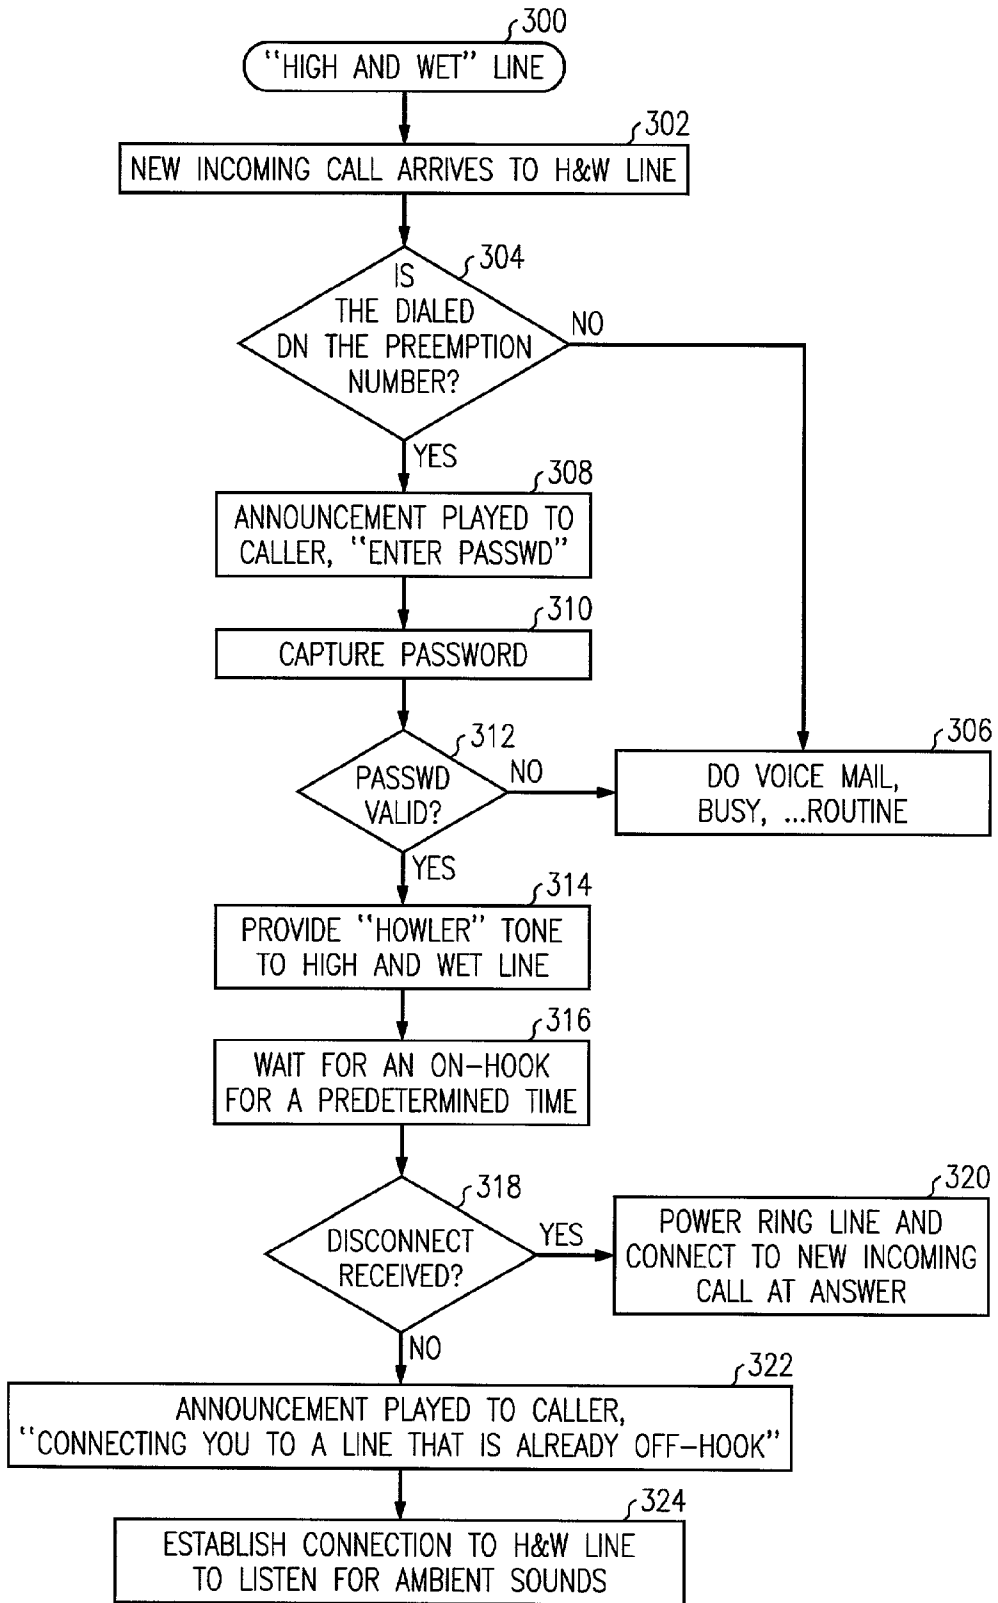 300
“HIGH AND WET” LINE
302
NEW INCOMING CALL ARRIVES TO H&W LINE
304
IS
THE DIALED
DN THE PREEMPTION
NUMBER?
NO
YES
308
ANNOUNCEMENT PLAYED TO
CALLER, “ENTER PASSWD”
310
CAPTURE PASSWORD
312
PASSWD
VALID?
NO
306
DO VOICE MAIL,
BUSY, ...ROUTINE
YES
314
PROVIDE “HOWLER” TONE
TO HIGH AND WET LINE
316
WAIT FOR AN ON-HOOK
FOR A PREDETERMINED TIME
318
DISCONNECT
RECEIVED?
YES
320
POWER RING LINE AND
CONNECT TO NEW INCOMING
CALL AT ANSWER
NO
322
ANNOUNCEMENT PLAYED TO CALLER,
“CONNECTING YOU TO A LINE THAT IS ALREADY OFF-HOOK”
324
ESTABLISH CONNECTION TO H&W LINE
TO LISTEN FOR AMBIENT SOUNDS